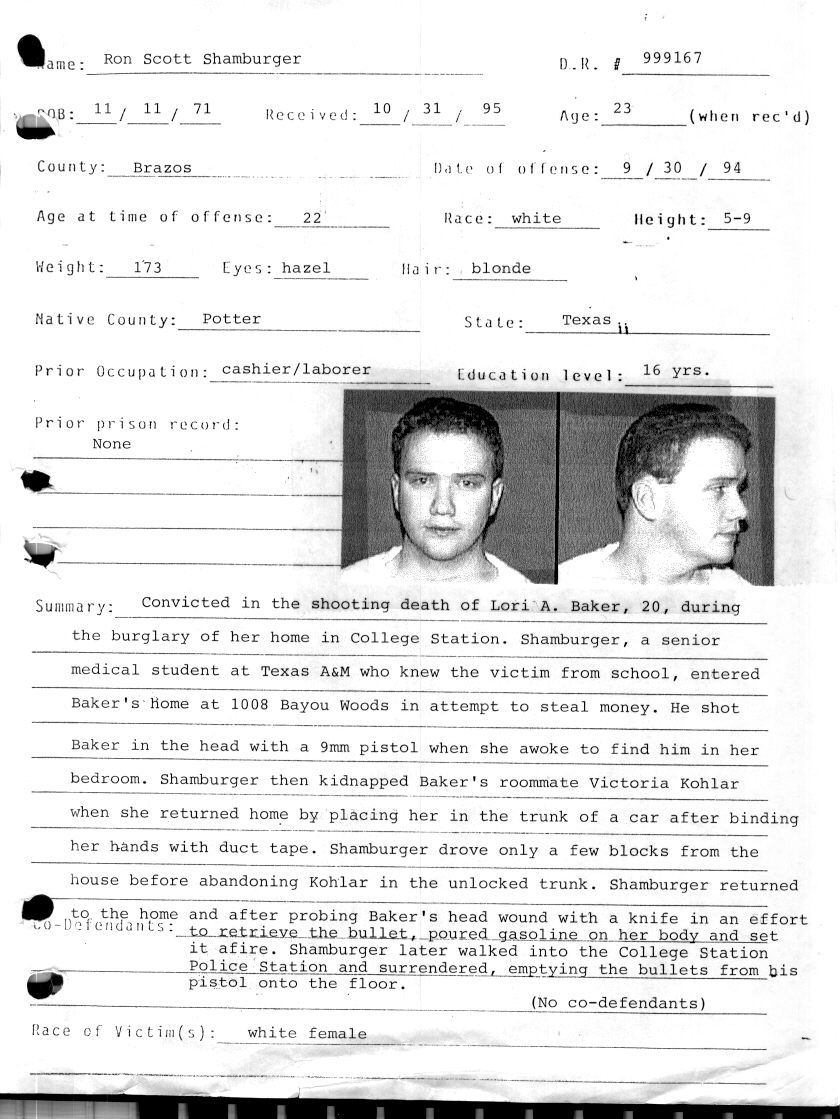 Name: Ron Scott Shamburger D.R. # 999167
DOB: 11 / 11 / 71 Received: 10 / 31 / 95 Age: 23 (when rec'd)
County: Brazos Date of offense: 9 / 30 / 94
Age at time of offense: 22 Race: white Height: 5-9
Weight: 173 Eyes: hazel Hair: blonde
Native County: Potter State: Texas
Prior Occupation: cashier/laborer Education level: 16 yrs.
Prior prison record:
None
Summary: Convicted in the shooting death of Lori A. Baker, 20, during
the burglary of her home in College Station. Shamburger, a senior
medical student at Texas A&M who knew the victim from school, entered
Baker's home at 1008 Bayou Woods in attempt to steal money. He shot
Baker in the head with a 9mm pistol when she awoke to find him in her
bedroom. Shamburger then kidnapped Baker's roommate Victoria Kohlar
when she returned home by placing her in the trunk of a car after binding
her hands with duct tape. Shamburger drove only a few blocks from the
house before abandoning Kohlar in the unlocked trunk. Shamburger returned
to the home and after probing Baker's head wound with a knife in an effort
Co-Defendants: to retrieve the bullet, poured gasoline on her body and set
it afire. Shamburger later walked into the College Station
Police Station and surrendered, emptying the bullets from his
pistol onto the floor.
(No co-defendants)
Race of Victim(s): white female